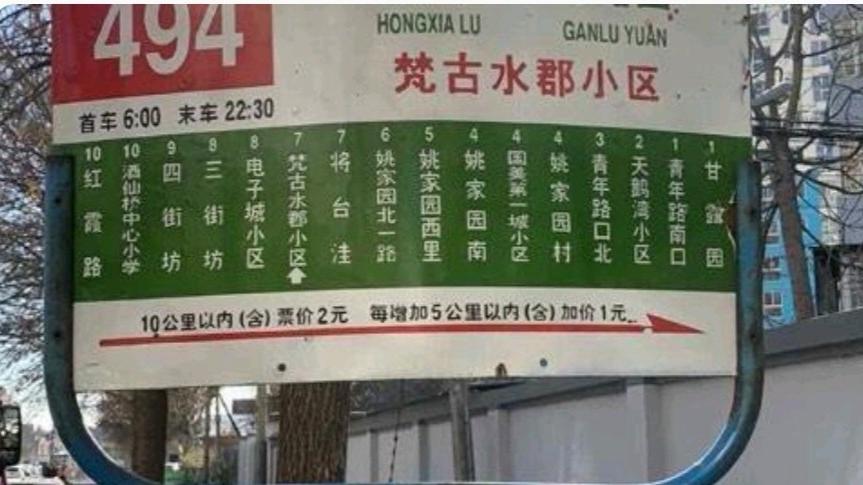 494
HONGXIA LU
GANLU YUAN
梵古水郡小区
首车 6:00 末车 22:30
10 红霞路
10 酒仙桥中心小学
9 四街坊
8 三街坊
8 电子城小区
7 梵古水郡小区
7 将台洼
6 姚家园北一路
5 姚家园西里
4 姚家园南
4 国美第一城小区
4 姚家园村
3 青年路口北
2 天鹅湾小区
1 青年路南口
1 甘露园
10公里以内(含)票价2元 每增加5公里以内(含)加价1元